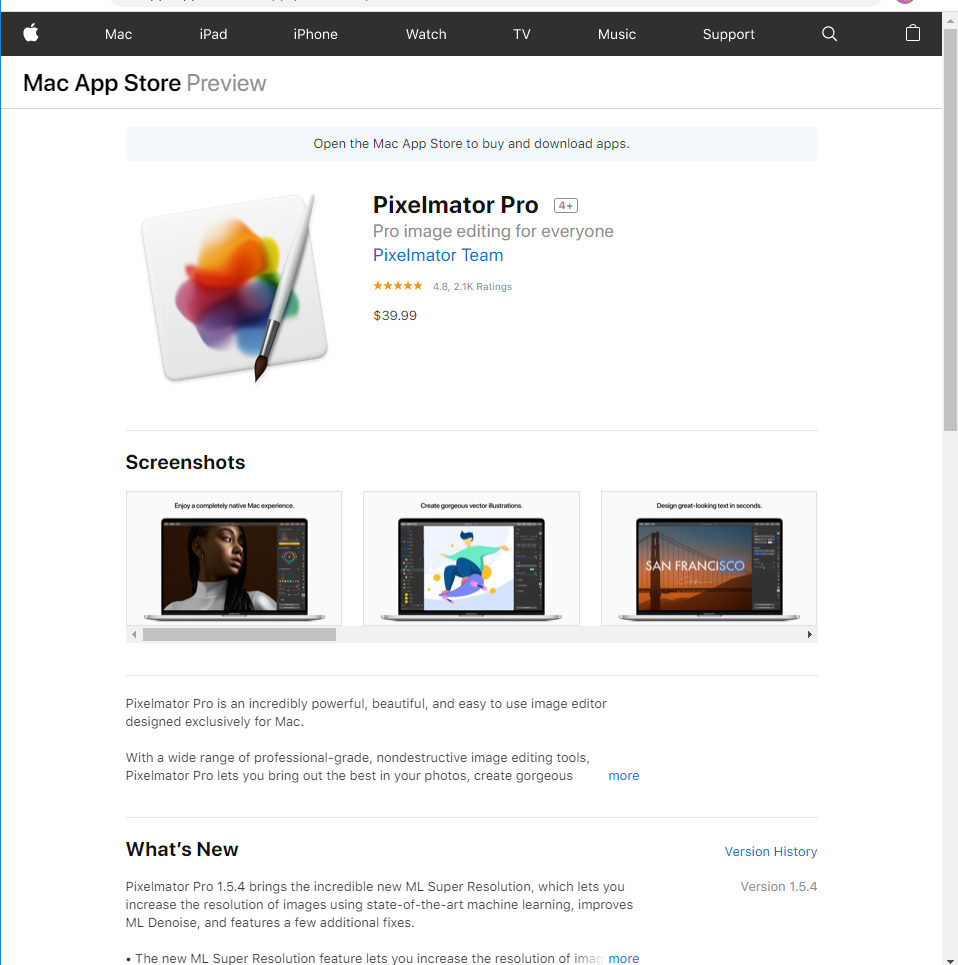 Mac iPad iPhone Watch TV Music Support
Mac App Store Preview
Open the Mac App Store to buy and download apps.
Pixelmator Pro 4+
Pro image editing for everyone
Pixelmator Team
4.8, 2.1K Ratings
$39.99
Screenshots
Enjoy a completely native Mac experience.
Create gorgeous vector illustrations.
Design great-looking text in seconds.
SAN FRANCISCO
Pixelmator Pro is an incredibly powerful, beautiful, and easy to use image editor
designed exclusively for Mac.
With a wide range of professional-grade, nondestructive image editing tools,
Pixelmator Pro lets you bring out the best in your photos, create gorgeous more
What's New Version History
Pixelmator Pro 1.5.4 brings the incredible new ML Super Resolution, which lets you Version 1.5.4
increase the resolution of images using state-of-the-art machine learning, improves
ML Denoise, and features a few additional fixes.
• The new ML Super Resolution feature lets you increase the resolution of imag more